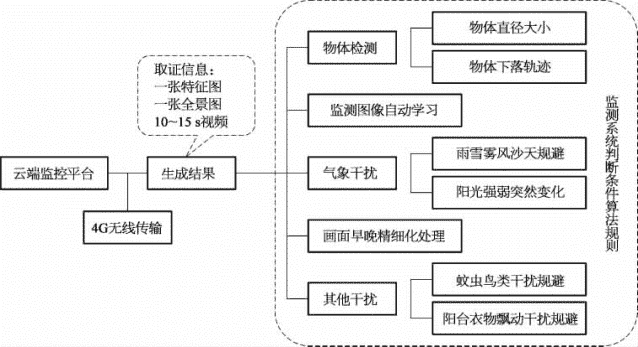 取证信息：
一张特征图
一张全景图
10~15 s视频
云端监控平台
生成结果
4G无线传输
物体检测
物体直径大小
物体下落轨迹
监测图像自动学习
气象干扰
雨雪雾风沙天规避
阳光强弱突然变化
画面早晚精细化处理
其他干扰
蚊虫鸟类干扰规避
阳台衣物飘动干扰规避
监测系统判断条件算法规则